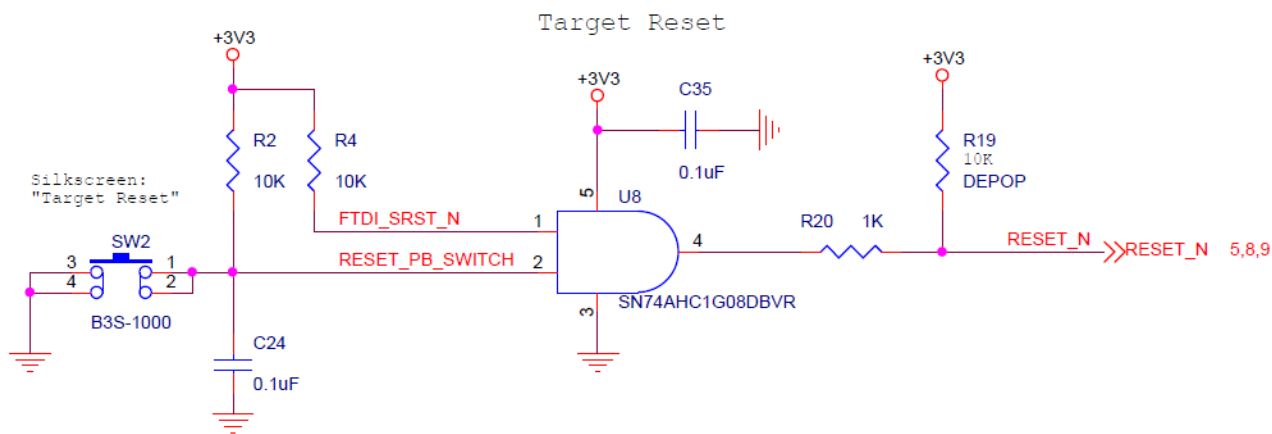 Target Reset
+3V3
R2
10K
R4
10K
Silkscreen:
"Target Reset"
SW2
3
4
1
2
B3S-1000
C24
0.1uF
FTDI_SRST_N
RESET_PB_SWITCH
+3V3
C35
0.1uF
5
U8
1
2
4
3
SN74AHC1G08DBVR
R20 1K
+3V3
R19
10K
DEPOP
RESET_N
RESET_N 5,8,9